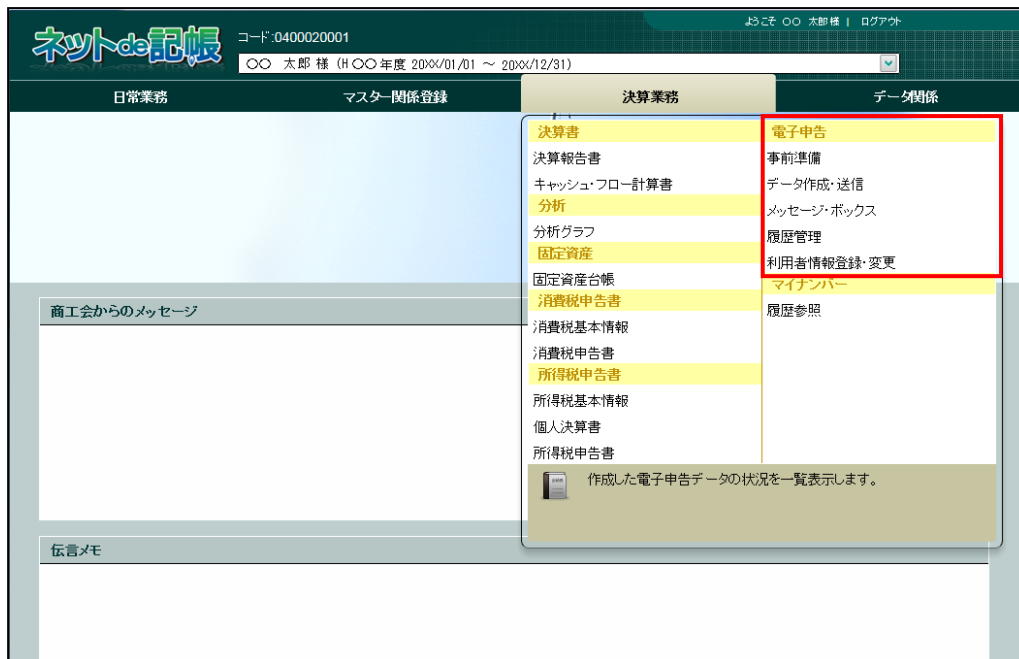 ようこそ 〇〇 太郎様 | ログアウト
ネットde記帳
コード:0400020001
〇〇 太郎 様 (H〇〇年度 20XX/01/01 ～ 20XX/12/31)
日常業務 マスター関係登録 決算業務 データ関係
決算書
決算報告書
キャッシュ・フロー計算書
分析
分析グラフ
固定資産
固定資産台帳
消費税申告書
消費税基本情報
消費税申告書
所得税申告書
所得税基本情報
個人決算書
所得税申告書
電子申告
事前準備
データ作成・送信
メッセージ・ボックス
履歴管理
利用者情報登録・変更
マイナンバー
履歴参照
作成した電子申告データの状況を一覧表示します。
商工会からのメッセージ
伝言メモ